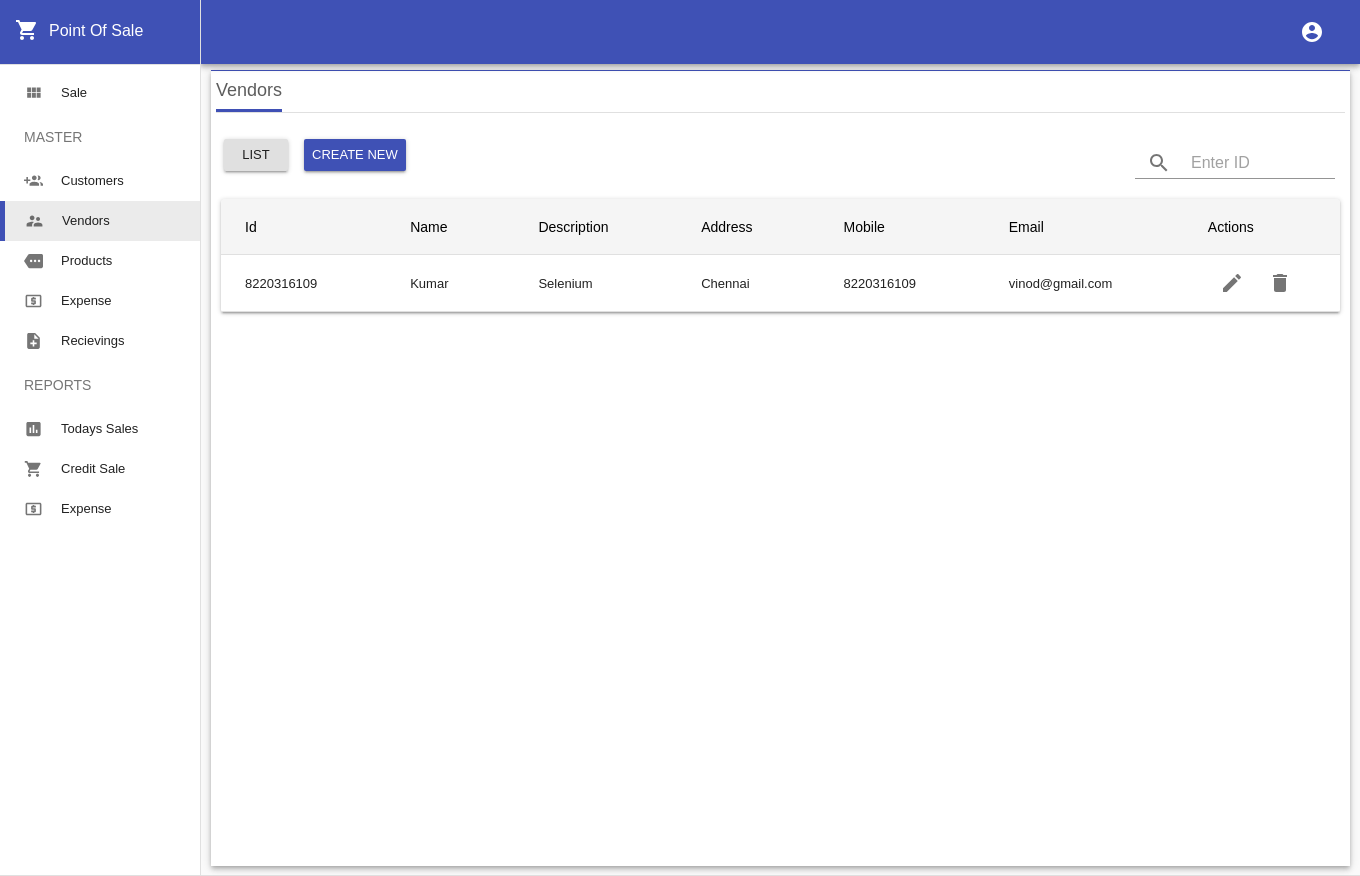 Point Of Sale
Sale
MASTER
Customers
Vendors
Products
Expense
Recievings
REPORTS
Todays Sales
Credit Sale
Expense
Vendors
LIST CREATE NEW
Enter ID
Id Name Description Address Mobile Email Actions
8220316109 Kumar Selenium Chennai 8220316109 vinod@gmail.com